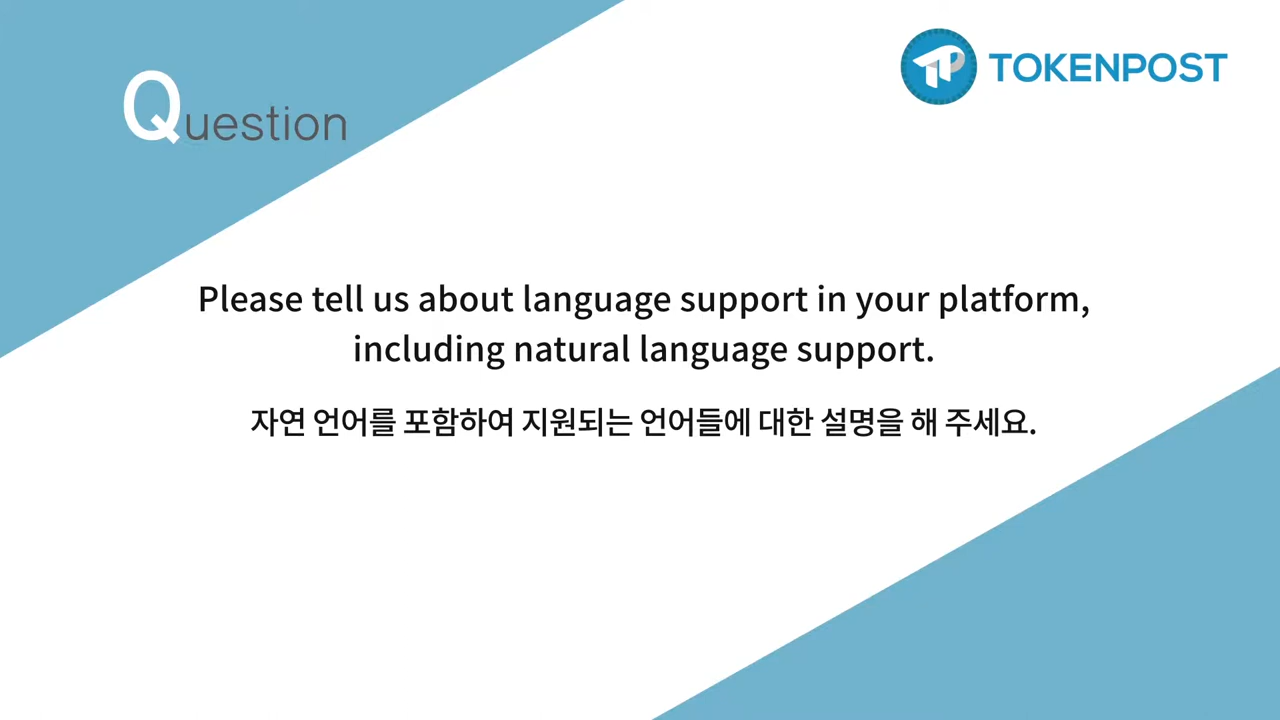 Question
TOKENPOST
Please tell us about language support in your platform,
including natural language support.
자연 언어를 포함하여 지원되는 언어들에 대한 설명을 해 주세요.